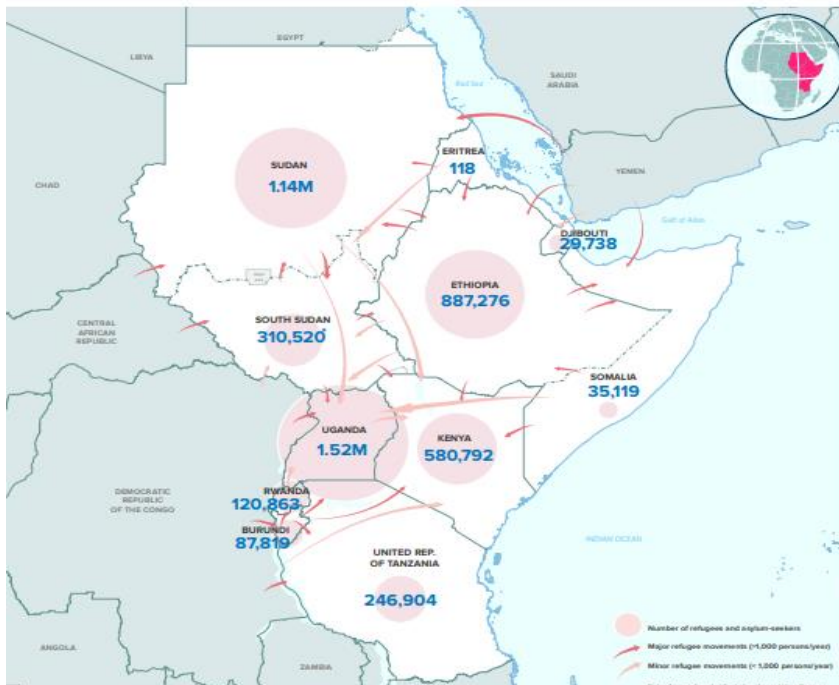 EGYPT
LIBYA
SAUDI
ARABIA
Red Sea
SUDAN
1.14M
ERITREA
118
YEMEN
CHAD
Gulf of Aden
DJIBOUTI
29,738
ETHIOPIA
887,276
SOUTH SUDAN
310,520*
CENTRAL
AFRICAN
REPUBLIC
SOMALIA
35,119
UGANDA
1.52M
KENYA
580,792
DEMOCRATIC
REPUBLIC
OF THE CONGO
RWANDA
120,863
BURUNDI
87,819
INDIAN OCEAN
UNITED REP.
OF TANZANIA
246,904
ANGOLA
ZAMBIA
Number of refugees and asylum-seekers
Major refugee movements (>1,000 persons/year)
Minor refugee movements (< 1,000 persons/year)